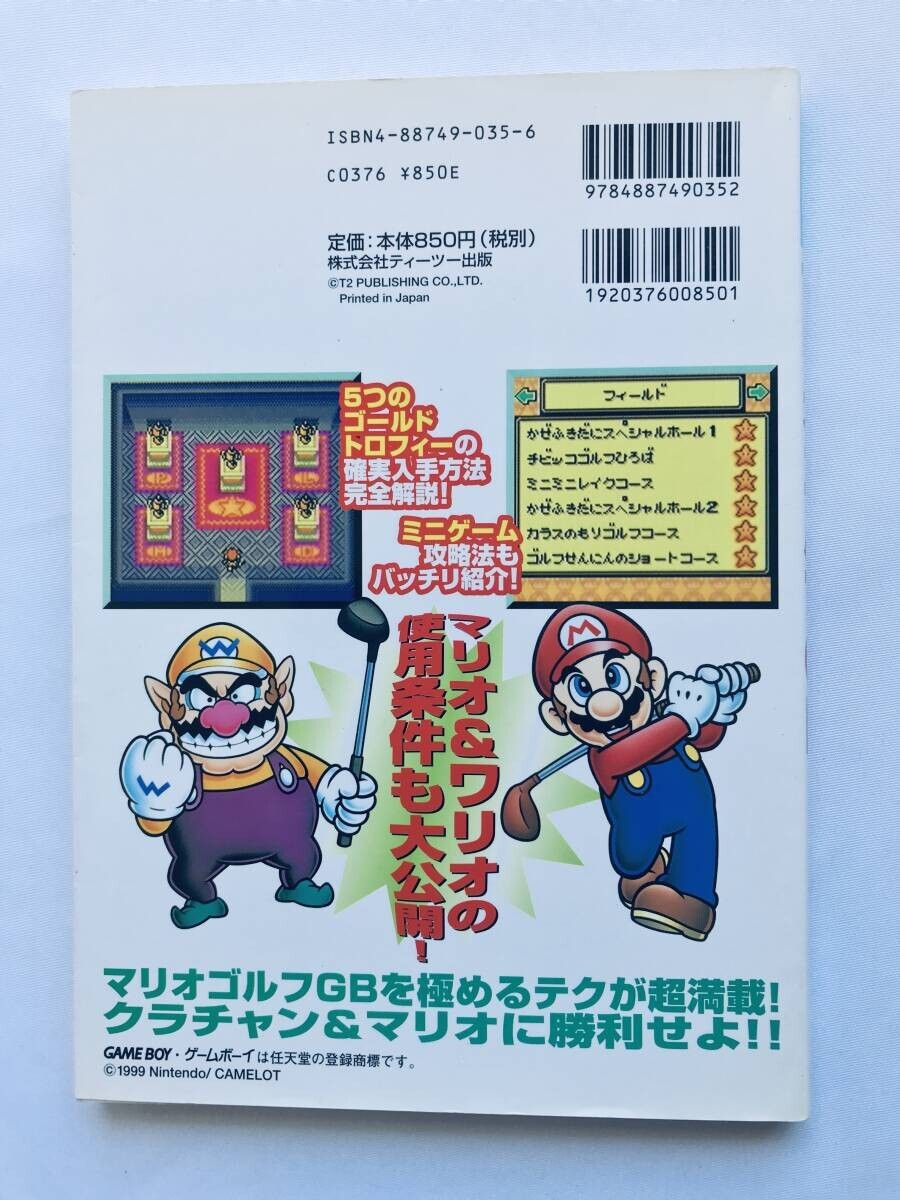 ISBN4-88749-035-6
C0376 ¥850E
9784887490352
定価：本体850円（税別）
株式会社ティーツー出版
©T2 PUBLISHING CO.,LTD.
Printed in Japan
1920376008501
5つの
ゴールド
トロフィーの
確実入手方法
完全解説！
フィールド
かぜふきだにスペシャルホール1
チビッコゴルフひろば
ミニミニレイクコース
かぜふきだにスペシャルホール2
カラスのもりゴルフコース
ゴルフせんにんのショートコース
ミニゲーム
攻略法も
バッチリ紹介！
マリオ&ワリオの
使用条件も大公開！
W
W
M
マリオゴルフGBを極めるテクが超満載！
クラチャン&マリオに勝利せよ！！
GAME BOY・ゲームボーイは任天堂の登録商標です。
©1999 Nintendo/ CAMELOT